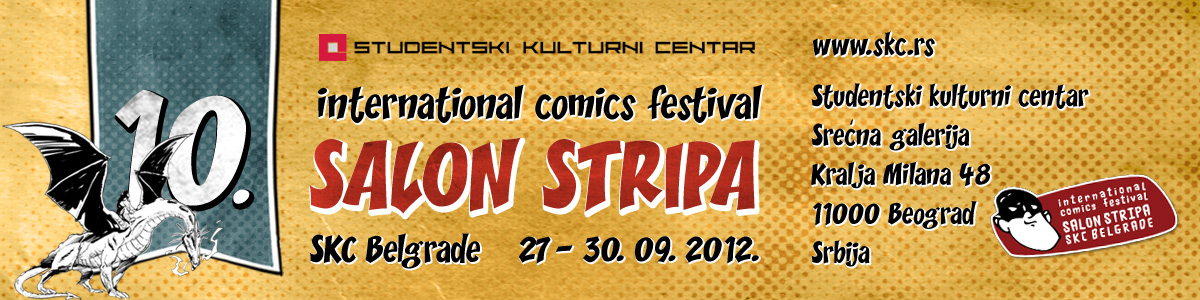 10.
STUDENTSKI KULTURNI CENTAR
international comics festival
SALON STRIPA
SKC Belgrade 27 - 30. 09. 2012.
www.skc.rs
Studentski kulturni centar
Srećna galerija
Kralja Milana 48
11000 Beograd
Srbija
international
comics festival
SALON STRIPA
SKC BELGRADE